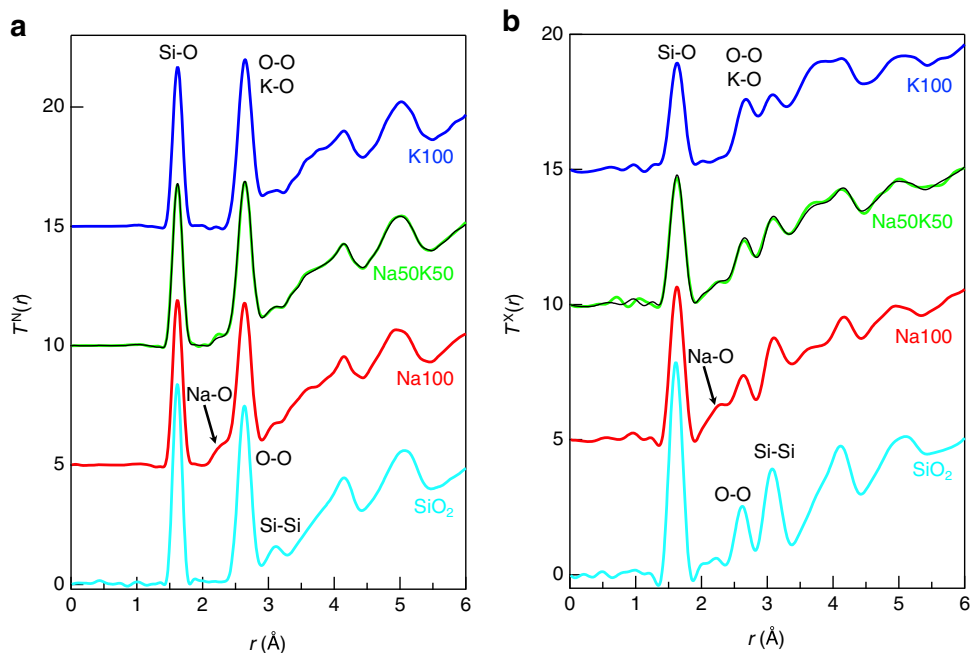 a
Si-O
O-O
K-O
K100
Na50K50
Na-O
Na100
O-O
Si-Si
SiO₂
20
15
10
5
0
Tᴺ(r)
0 1 2 3 4 5 6
r (Å)
b
Si-O
O-O
K-O
K100
Na50K50
Na-O
Na100
Si-Si
O-O
SiO₂
20
15
10
5
0
Tˣ(r)
0 1 2 3 4 5 6
r (Å)